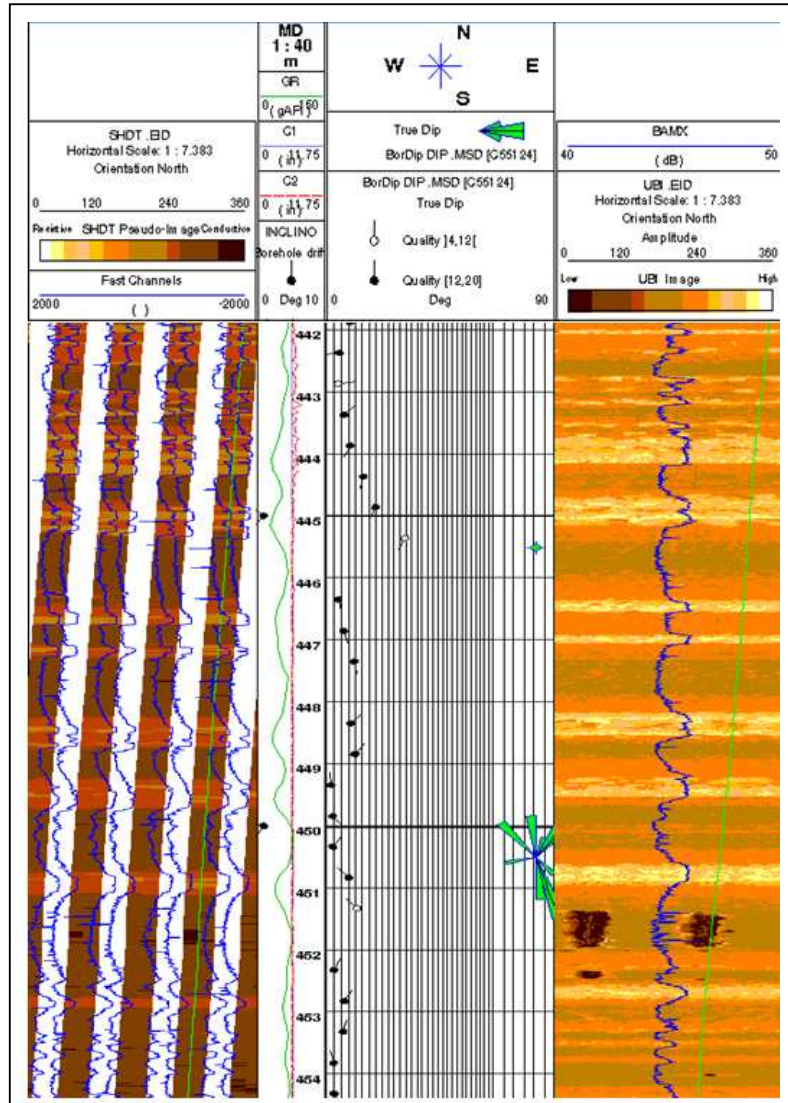 MD
1 : 40
m
GR
0 150
( gAPI )
C1
0 11.75
( in )
C2
0 11.75
( in )
INCLINO
Borehole drift
0 Deg 10
N
W E
S
True Dip
BorDip DIP .MSD [C55124]
BorDip DIP .MSD [C55124]
True Dip
Quality ]4,12[
Quality [12,20]
0 Deg 90
SHDT .EID
Horizontal Scale: 1 : 7.383
Orientation North
0 120 240 360
Resistive SHDT Pseudo-Image Conductive
Fast Channels
2000 -2000
( )
BAMX
40 50
( dB )
UBI .EID
Horizontal Scale: 1 : 7.383
Orientation North
Amplitude
0 120 240 360
Low UBI Image High
442
443
444
445
446
447
448
449
450
451
452
453
454